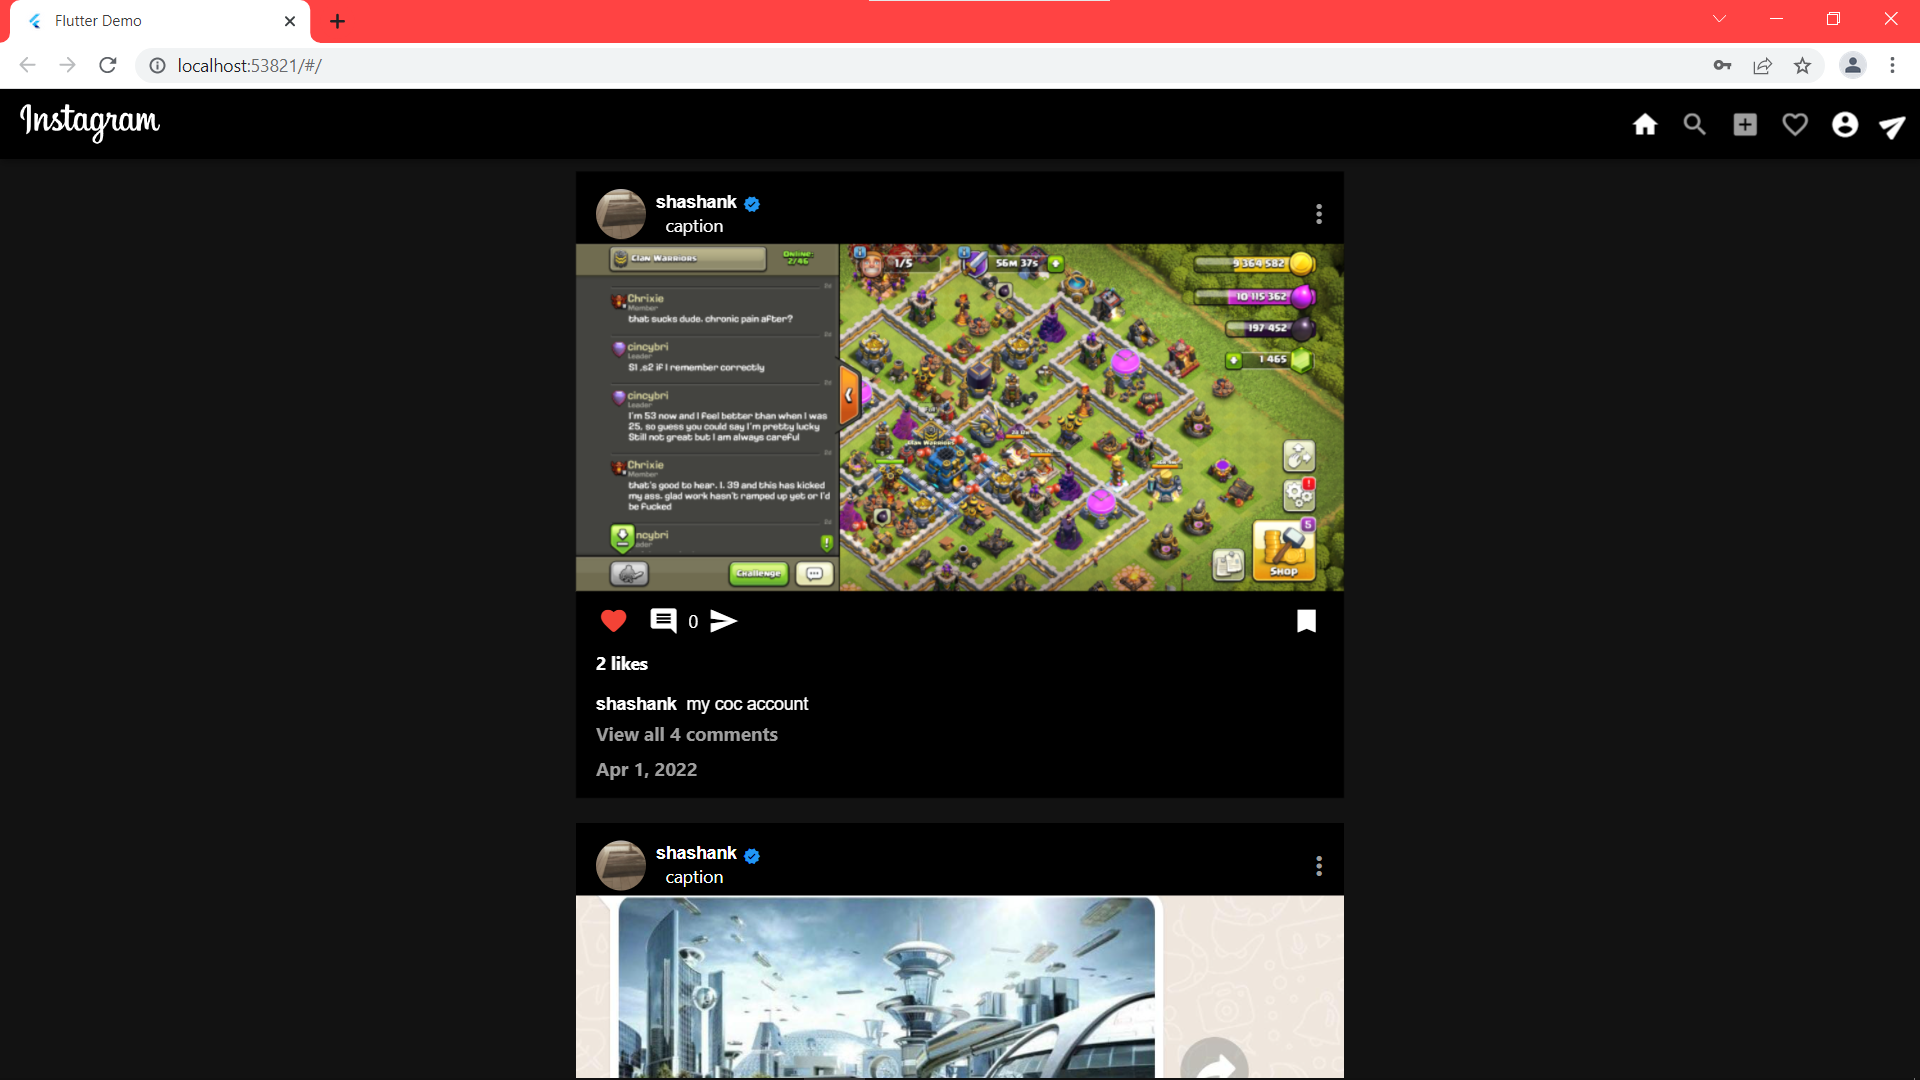 Flutter Demo
localhost:53821/#/
Instagram
shashank
caption
Clan Warriors
Online:
2/46
1/5
56M 37s
9 364 582
Chrixie
Member
that sucks dude. chronic pain after?
10 115 362
197 452
cincybri
Leader
S1 ,s2 if I remember correctly
1 465
cincybri
Leader
I'm 53 now and I feel better than when I was
25. so guess you could say I'm pretty lucky
Still not great but I am always careful
Clan Warriors
Chrixie
Member
that's good to hear. I. 39 and this has kicked
my ass. glad work hasn't ramped up yet or I'd
be Fucked
ncybri
ader
5
Shop
Challenge
0
2 likes
shashank my coc account
View all 4 comments
Apr 1, 2022
shashank
caption